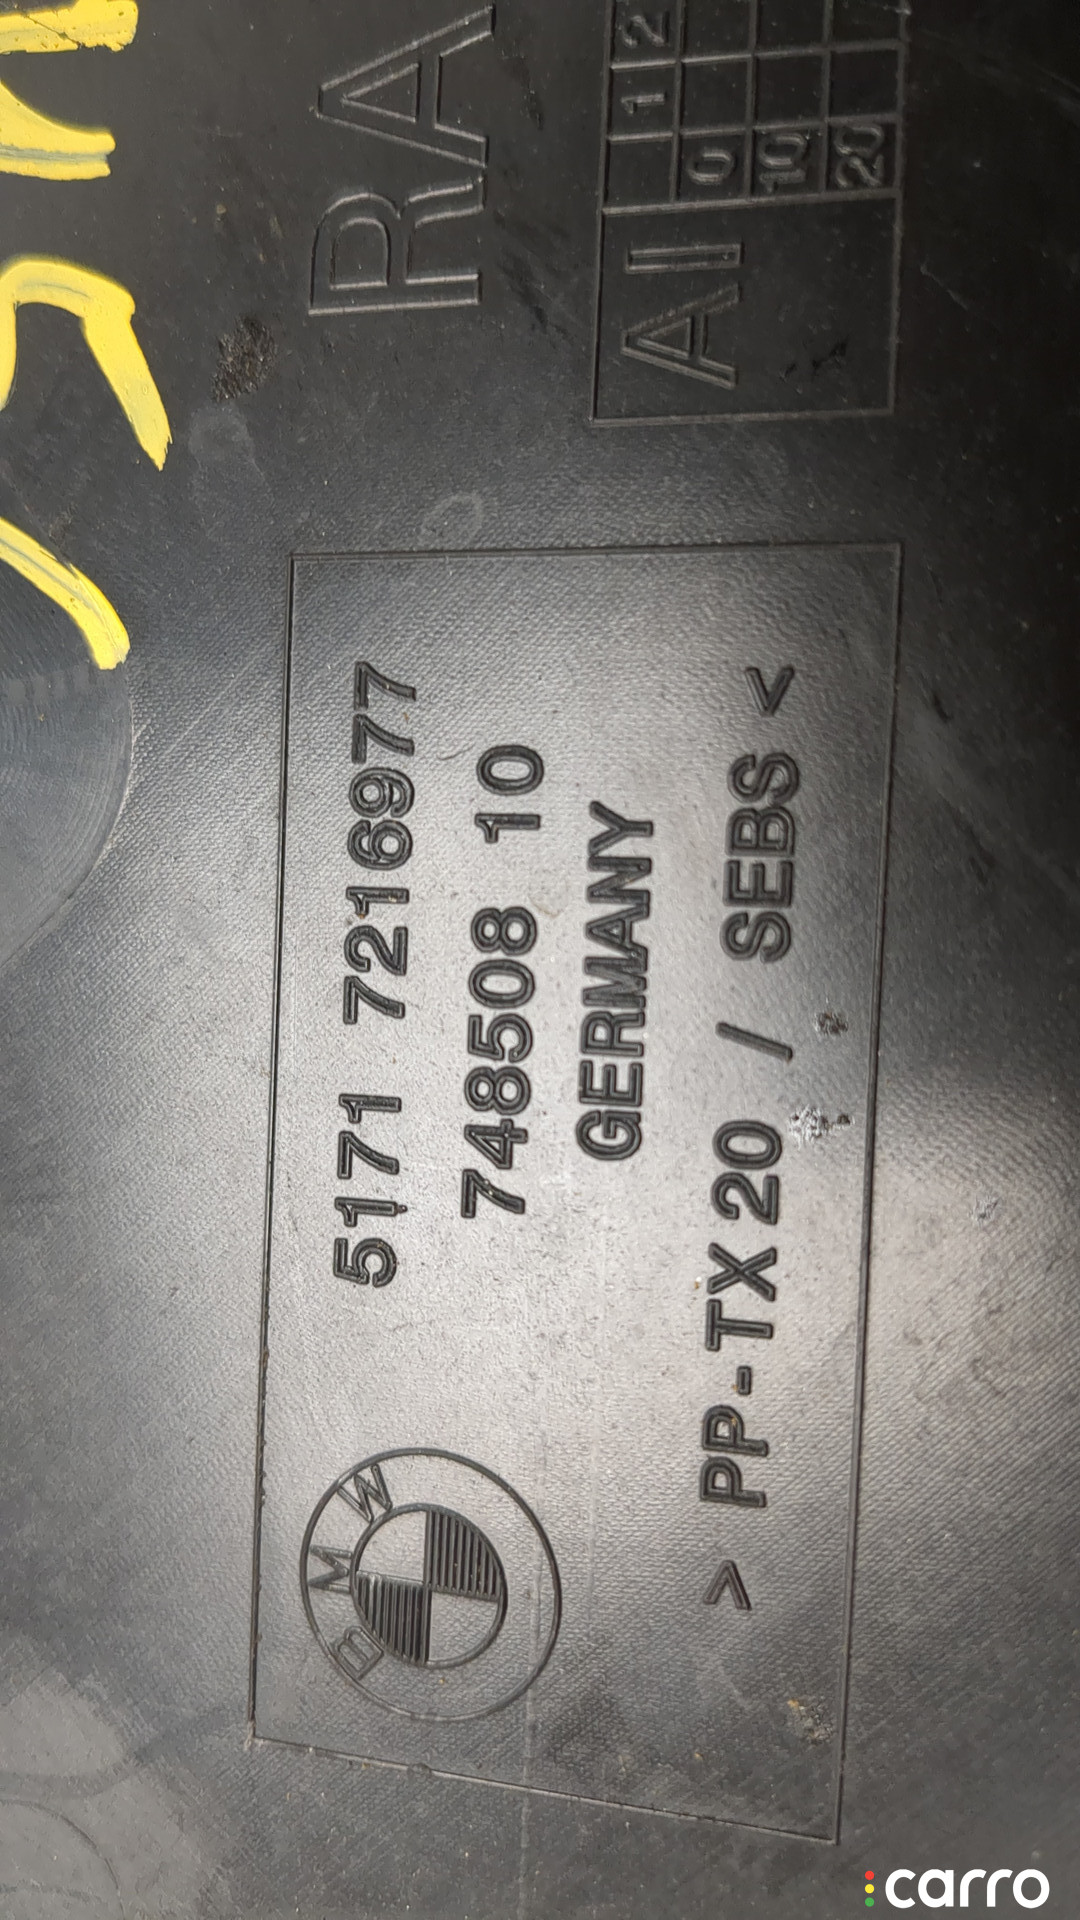 5171 7216977
748508 10
GERMANY
> PP-TX 20 / SEBS <
BMW
RA
AI
1 2
0
10
20
carro